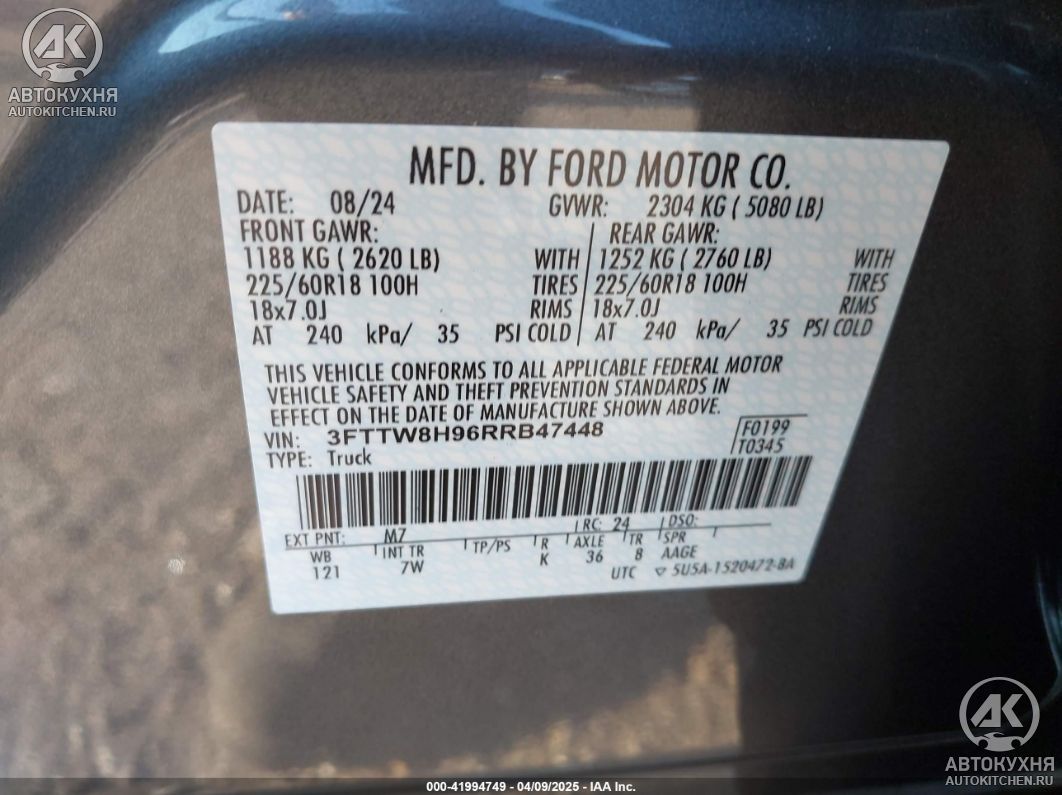 АК
АВТОКУХНЯ
AUTOKITCHEN.RU
MFD. BY FORD MOTOR CO.
DATE: 08/24 GVWR: 2304 KG ( 5080 LB)
FRONT GAWR: REAR GAWR:
1188 KG ( 2620 LB) WITH 1252 KG ( 2760 LB) WITH
225/60R18 100H TIRES 225/60R18 100H TIRES
18x7.0J RIMS 18x7.0J RIMS
AT 240 kPa/ 35 PSI COLD AT 240 kPa/ 35 PSI COLD
THIS VEHICLE CONFORMS TO ALL APPLICABLE FEDERAL MOTOR
VEHICLE SAFETY AND THEFT PREVENTION STANDARDS IN
EFFECT ON THE DATE OF MANUFACTURE SHOWN ABOVE.
VIN: 3FTTW8H96RRB47448 F0199
TYPE: Truck T0345
EXT PNT: M7 RC: 24 DSO:
WB INT TR TP/PS R AXLE TR SPR
121 7W K 36 8 AAGE
UTC 5U5A-1520472-BA
АК
АВТОКУХНЯ
AUTOKITCHEN.RU
000-41994749 - 04/09/2025 - IAA Inc.